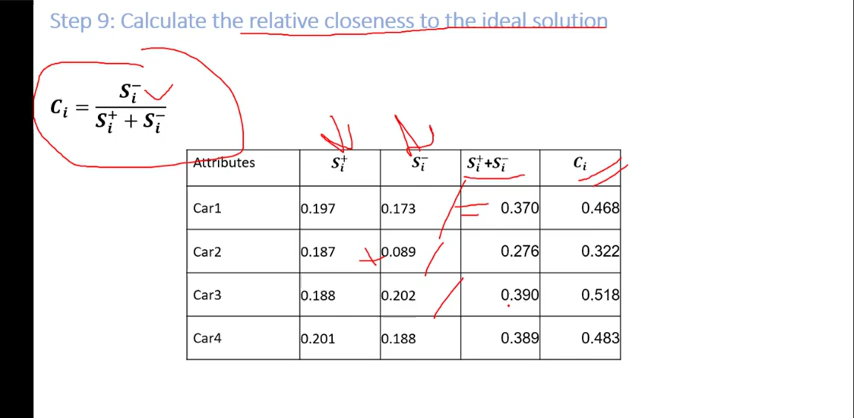 Step 9: Calculate the relative closeness to the ideal solution
Cᵢ = Sᵢ⁻ / (Sᵢ⁺ + Sᵢ⁻)
Attributes Sᵢ⁺ Sᵢ⁻ Sᵢ⁺+Sᵢ⁻ Cᵢ
Car1 0.197 0.173 = 0.370 0.468
Car2 0.187 + 0.089 0.276 0.322
Car3 0.188 0.202 0.390 0.518
Car4 0.201 0.188 0.389 0.483